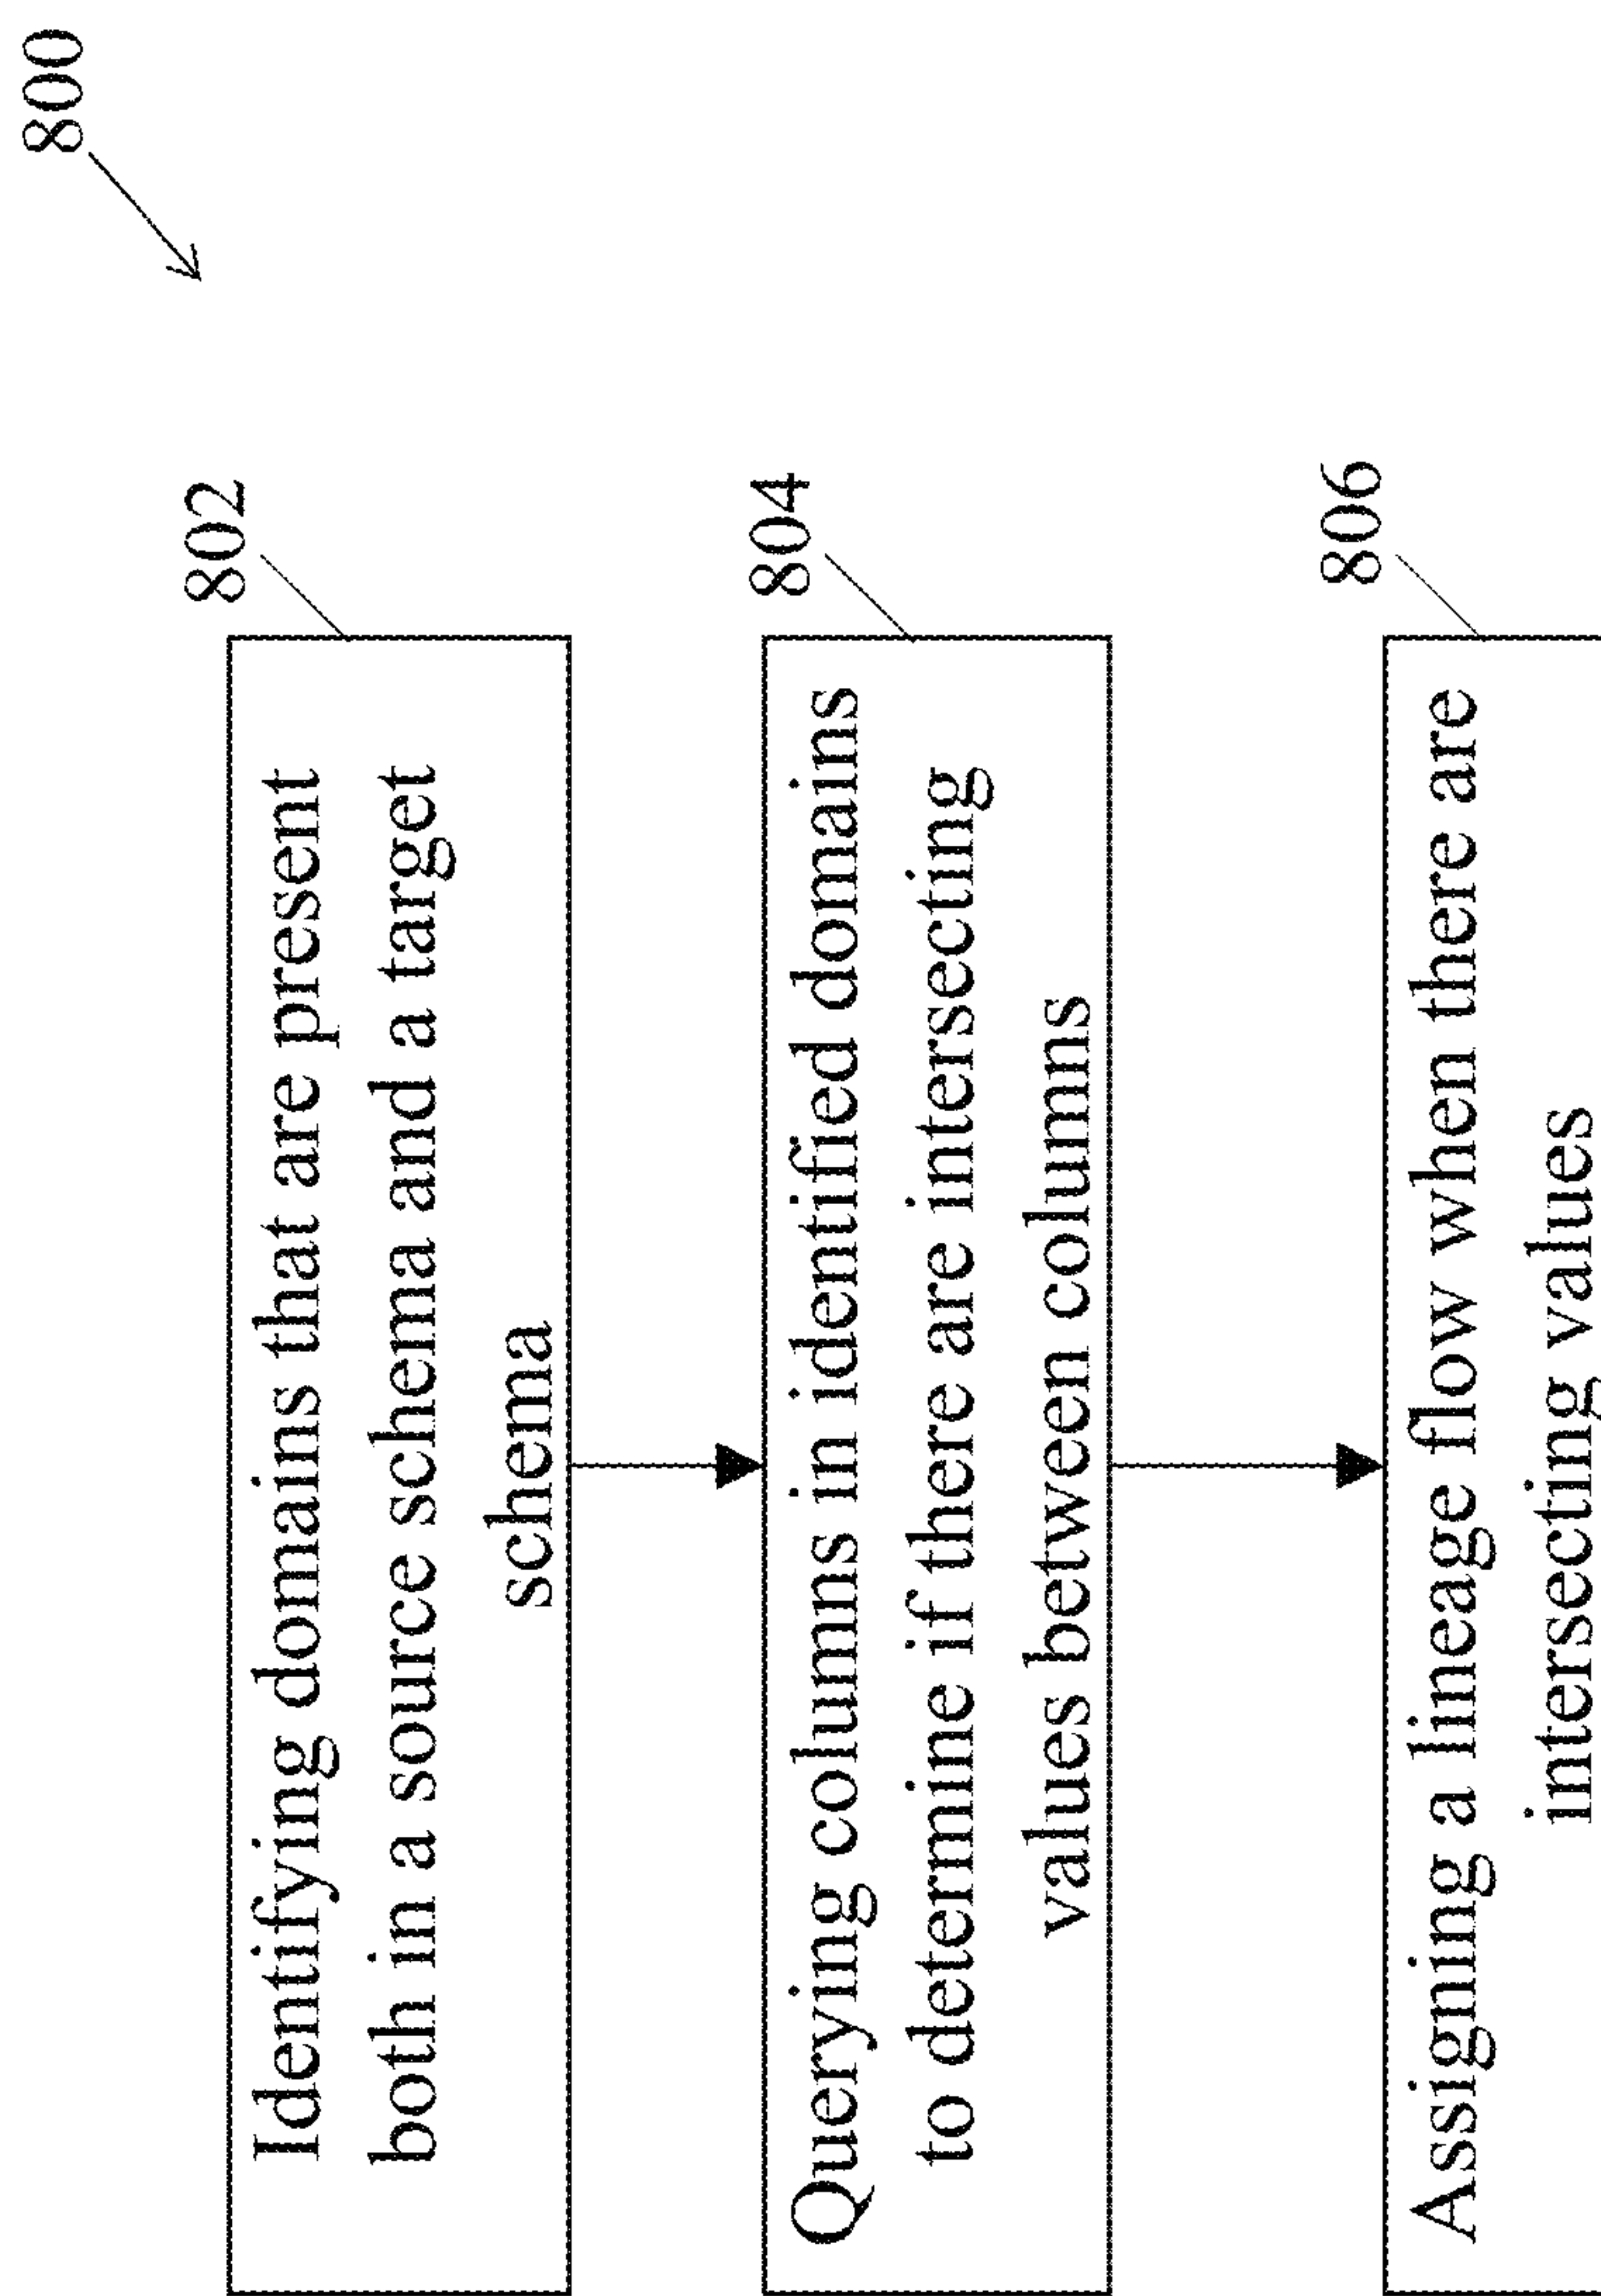 800
802
Identifying domains that are present
both in a source schema and a target
schema
804
Querying columns in identified domains
to determine if there are intersecting
values between columns
806
Assigning a lineage flow when there are
intersecting values